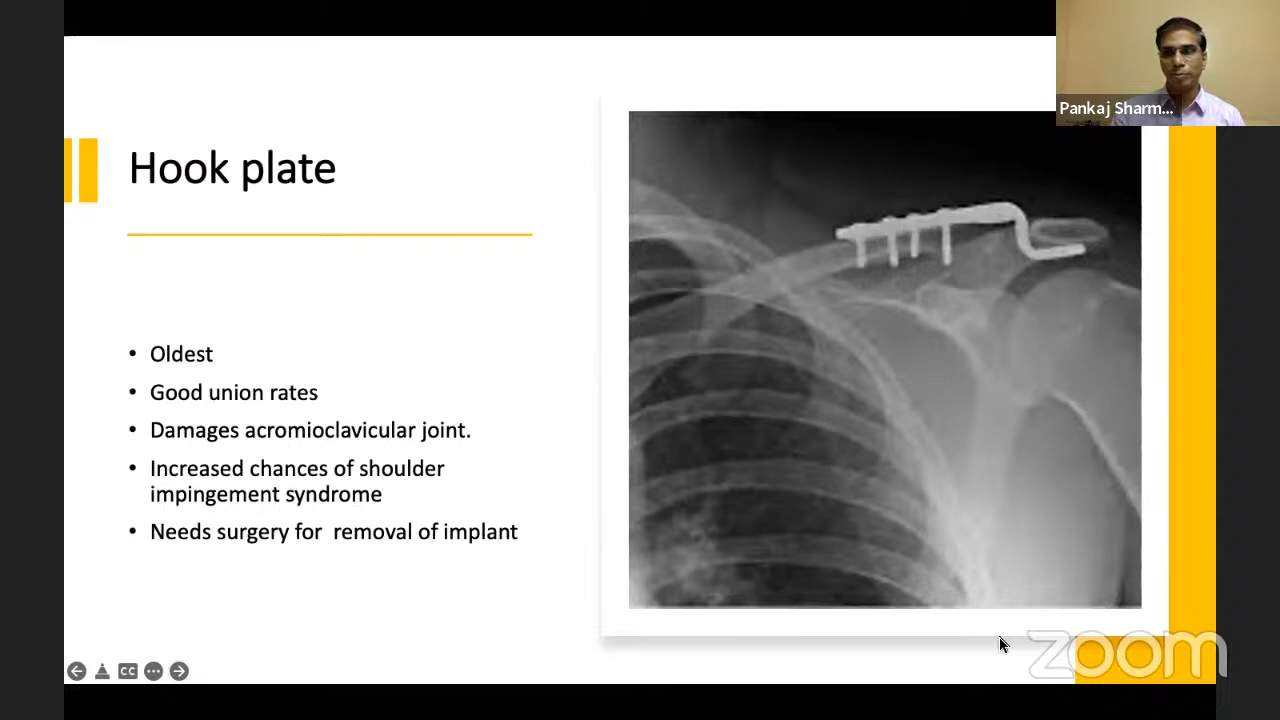 Pankaj Sharm...
Hook plate
• Oldest
• Good union rates
• Damages acromioclavicular joint.
• Increased chances of shoulder
impingement syndrome
• Needs surgery for removal of implant
CC
zoom